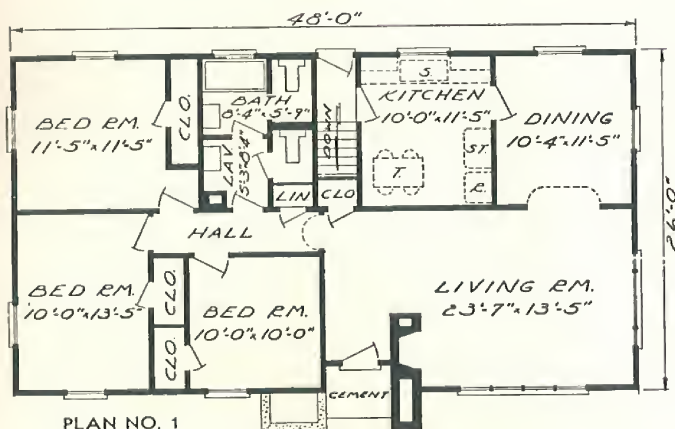 48'-0"
BED RM.
11'-5"x11'-5"
CLO.
BATH
8'-4"x5'-9"
LAV.
5'-3"x8'-4"
LIN
DOWN
CLO
S.
KITCHEN
10'-0"x11'-5"
T.
ST.
R.
DINING
10'-4"x11'-5"
26'-0"
HALL
BED RM.
10'-0"x13'-5"
CLO.
CLO.
BED RM.
10'-0"x10'-0"
LIVING RM.
23'-7"x13'-5"
CEMENT
PLAN NO. 1